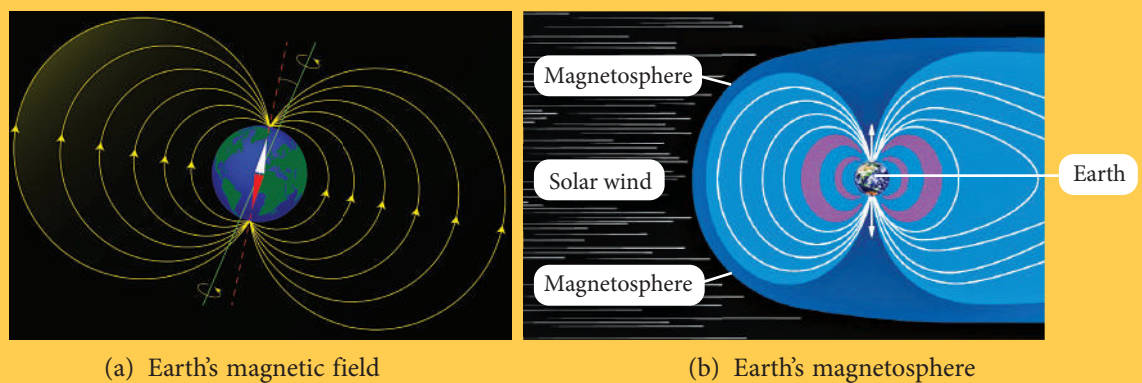 Magnetosphere
Solar wind
Earth
Magnetosphere
(a) Earth's magnetic field
(b) Earth's magnetosphere